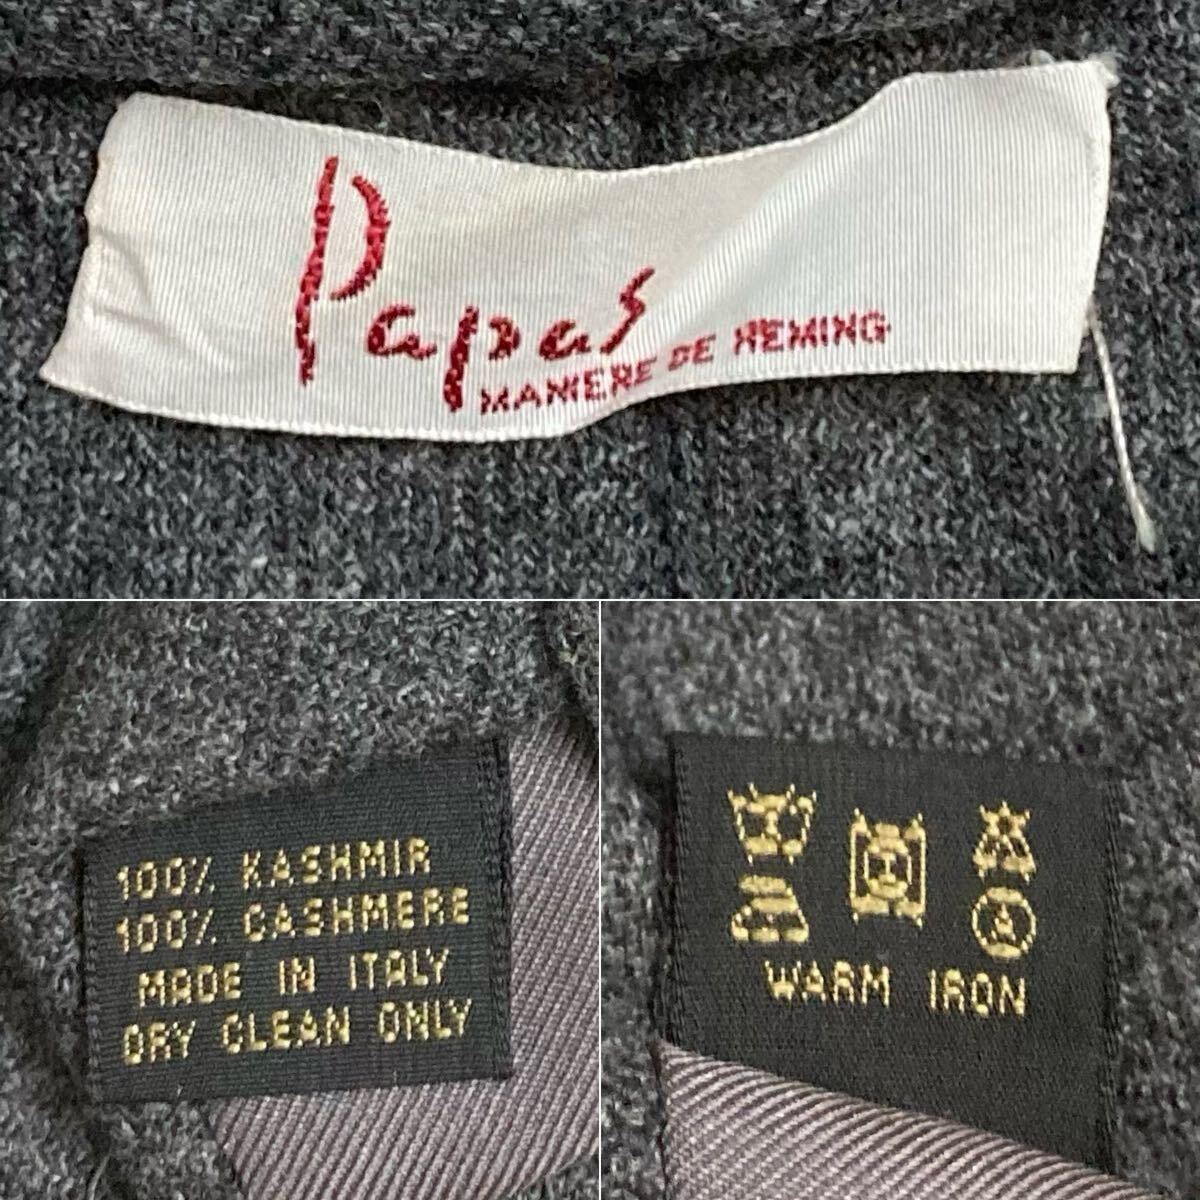 Papas
MANIERE DE HEMING
100% KASHMIR
100% CASHMERE
MADE IN ITALY
DRY CLEAN ONLY
A
WARM IRON